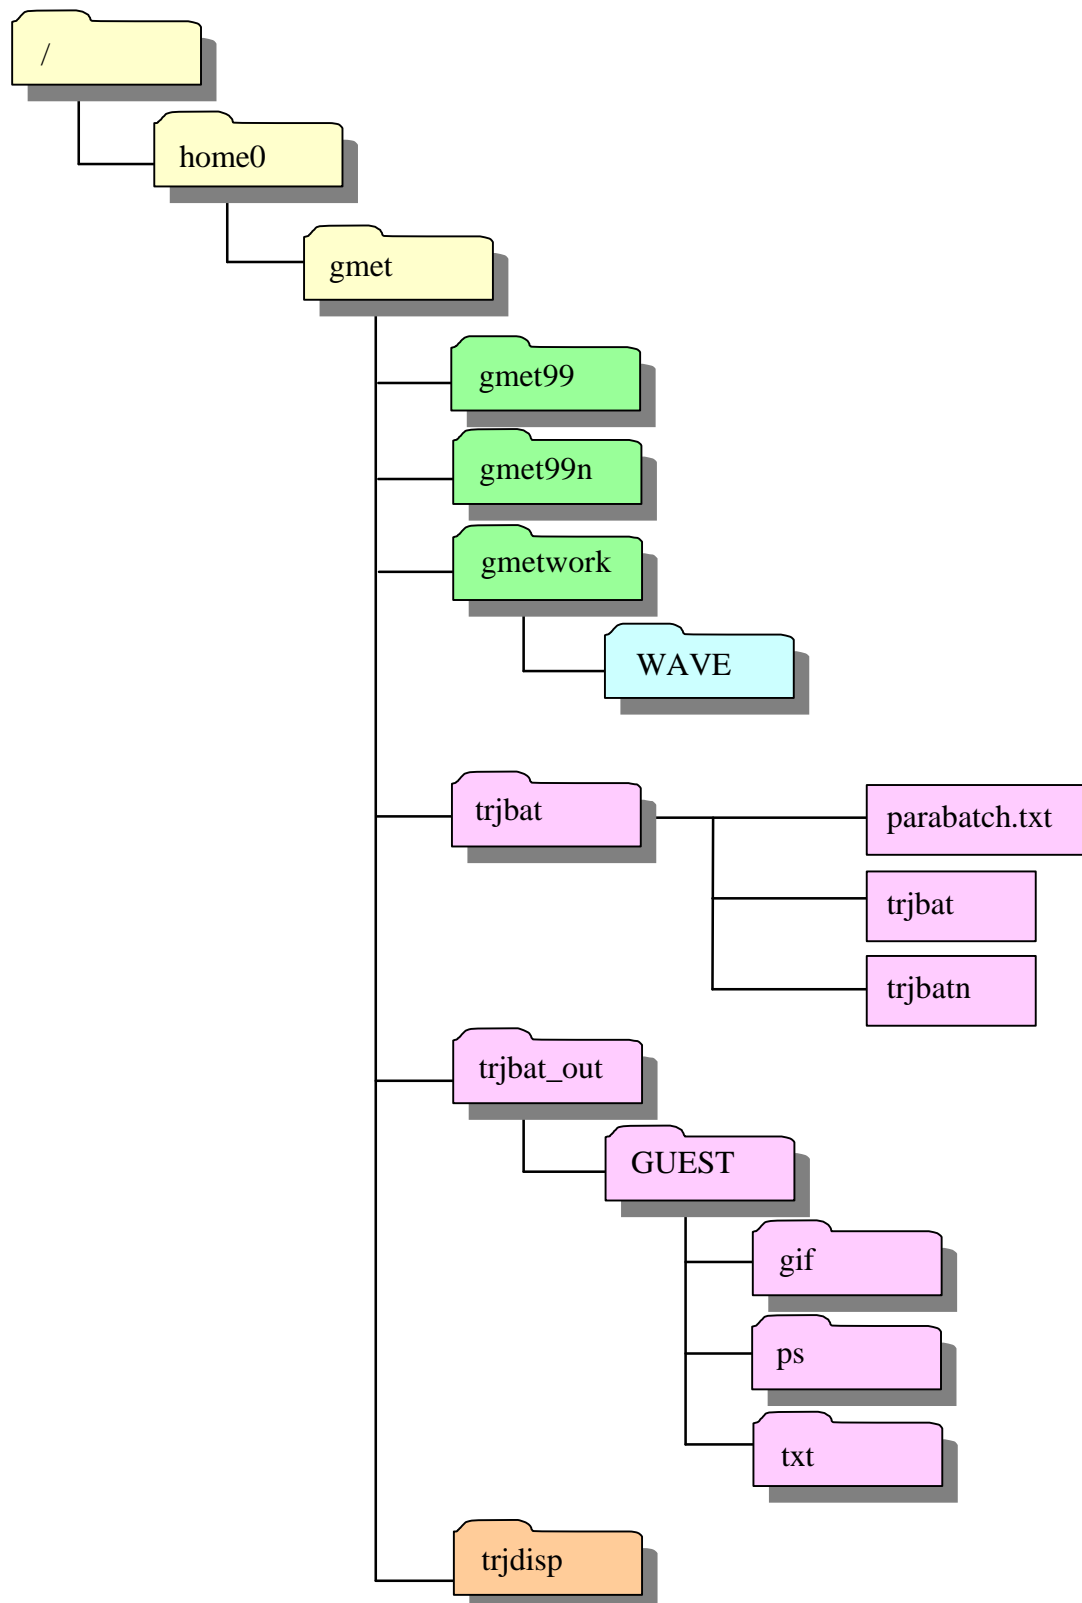 /
home0
gmet
gmet99
gmet99n
gmetwork
WAVE
trjbat
parabatch.txt
trjbat
trjbatn
trjbat_out
GUEST
gif
ps
txt
trjdisp